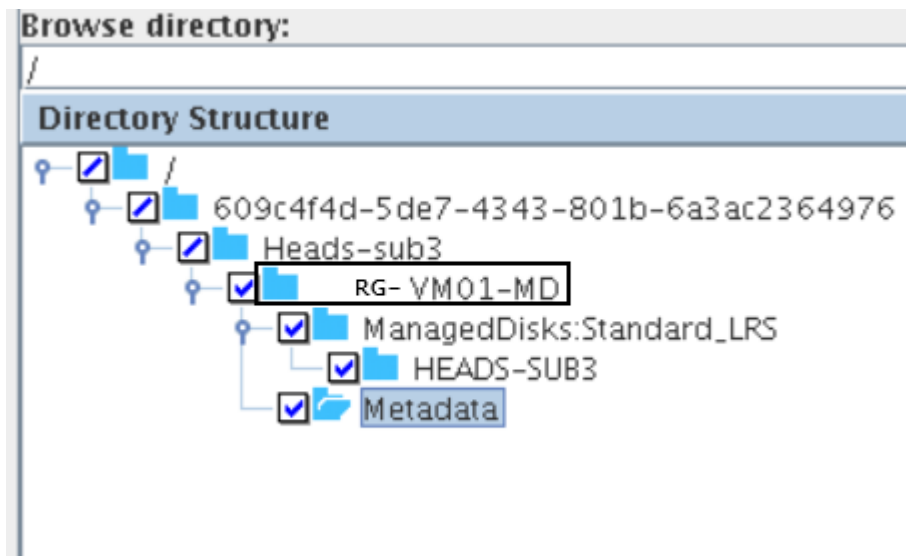 Browse directory:
/
Directory Structure
/
609c4f4d-5de7-4343-801b-6a3ac2364976
Heads-sub3
RG- VM01-MD
ManagedDisks:Standard_LRS
HEADS-SUB3
Metadata